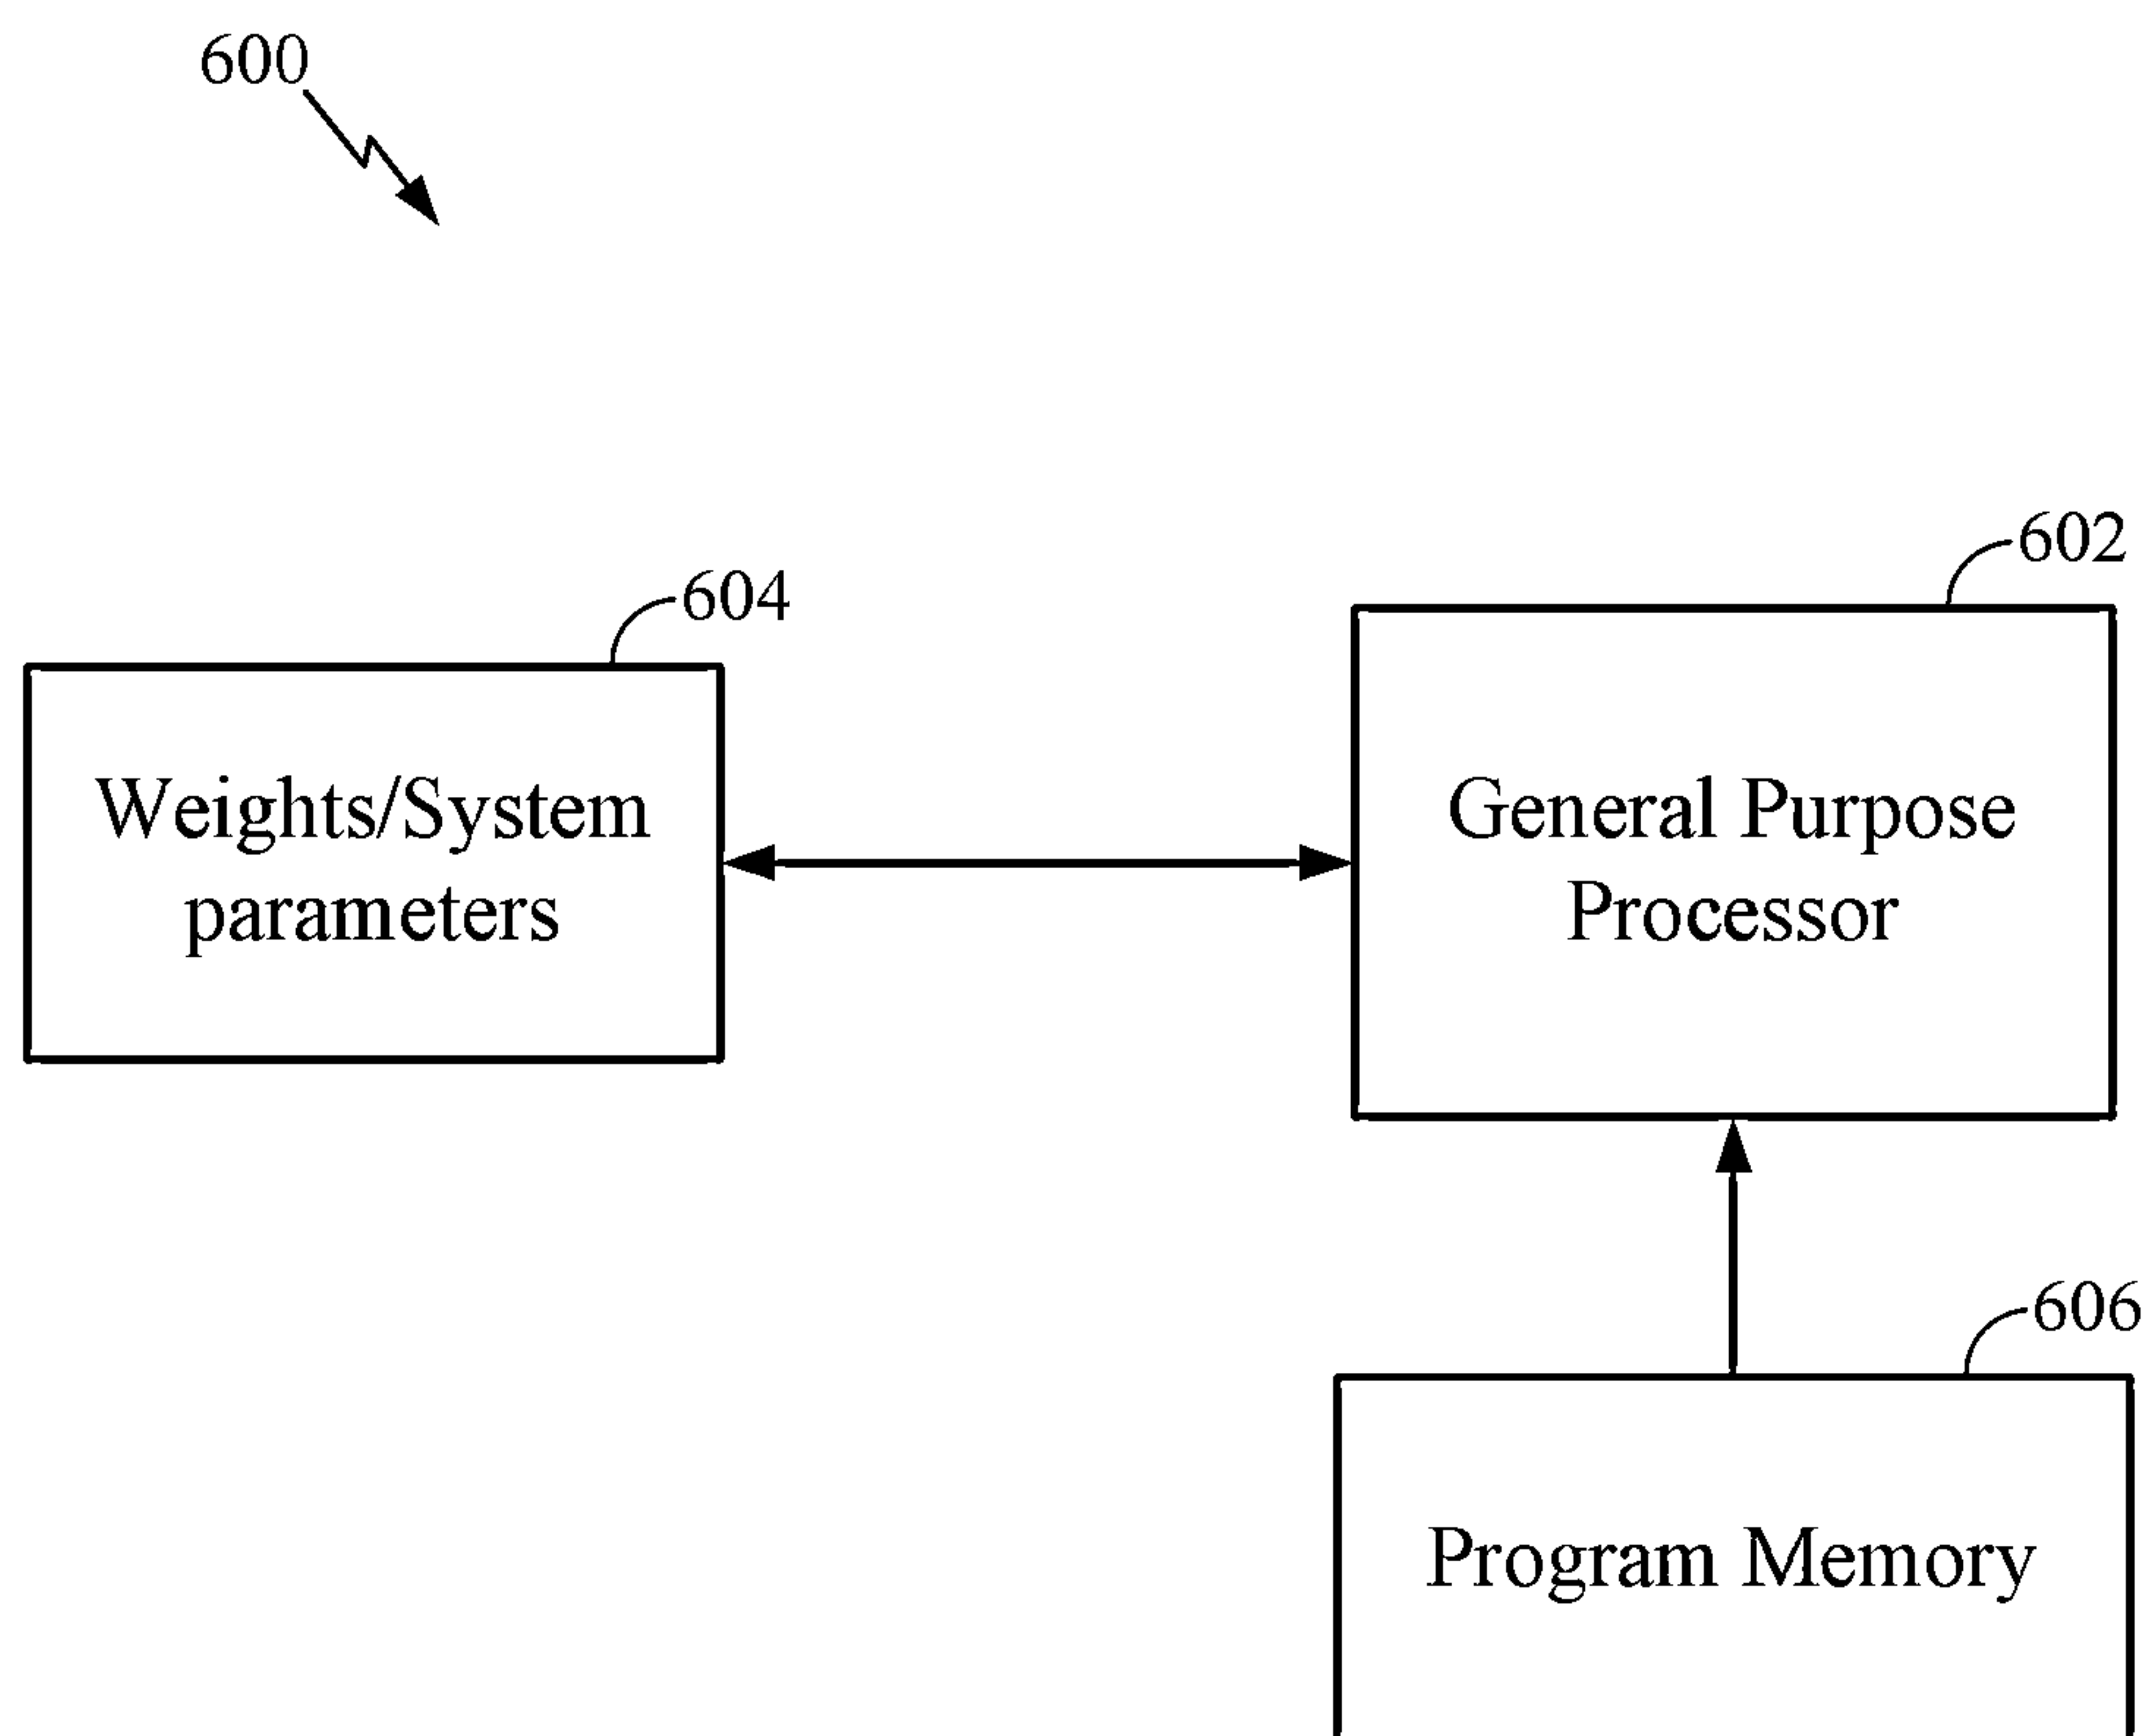 600
602
604
Weights/System
parameters
General Purpose
Processor
606
Program Memory